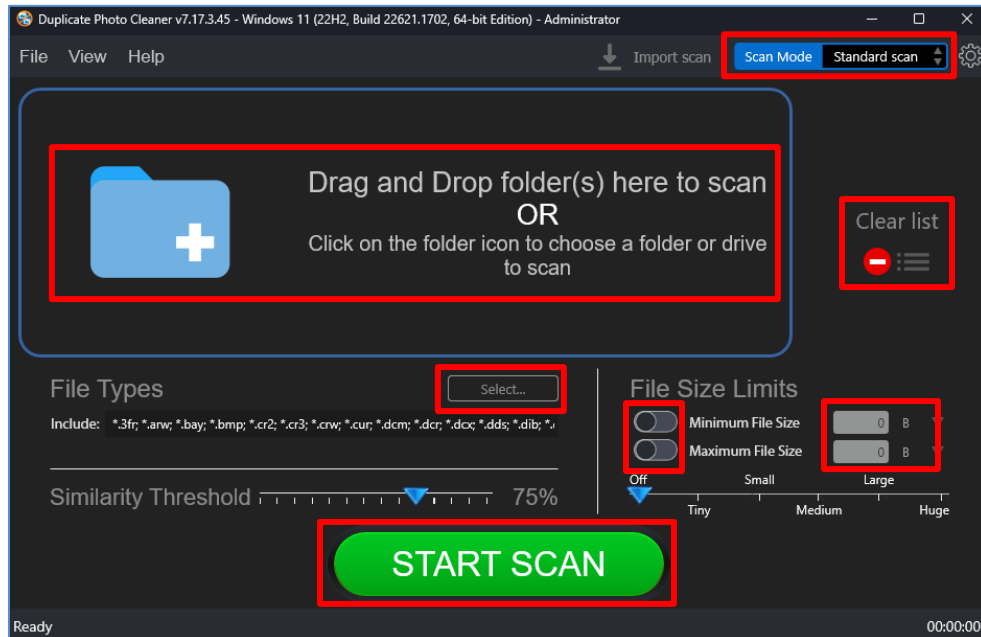 Duplicate Photo Cleaner v7.17.3.45 - Windows 11 (22H2, Build 22621.1702, 64-bit Edition) - Administrator
File View Help Import scan Scan Mode Standard scan
Drag and Drop folder(s) here to scan
OR
Click on the folder icon to choose a folder or drive
to scan
Clear list
File Types Select...
Include: *.3fr; *.arw; *.bay; *.bmp; *.cr2; *.cr3; *.crw; *.cur; *.dcm; *.dcr; *.dcx; *.dds; *.dib;
Similarity Threshold 75%
File Size Limits
Minimum File Size 0 B
Maximum File Size 0 B
Off Small Large
Tiny Medium Huge
START SCAN
Ready 00:00:00